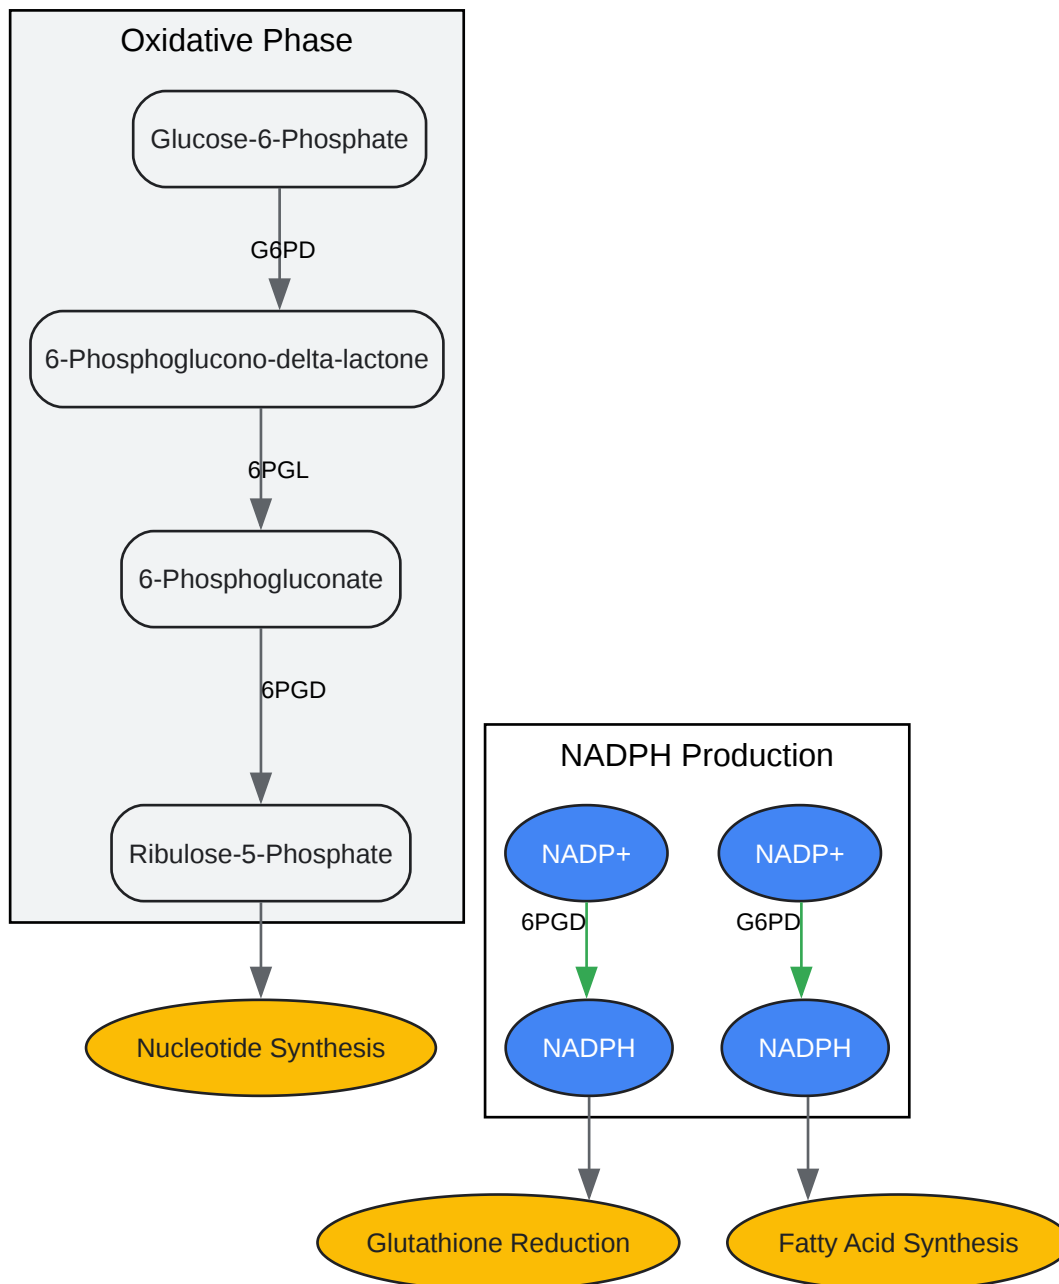 Oxidative Phase
Glucose-6-Phosphate
G6PD
6-Phosphoglucono-delta-lactone
6PGL
6-Phosphogluconate
6PGD
Ribulose-5-Phosphate
Nucleotide Synthesis
NADPH Production
NADP+
NADP+
6PGD
G6PD
NADPH
NADPH
Glutathione Reduction
Fatty Acid Synthesis